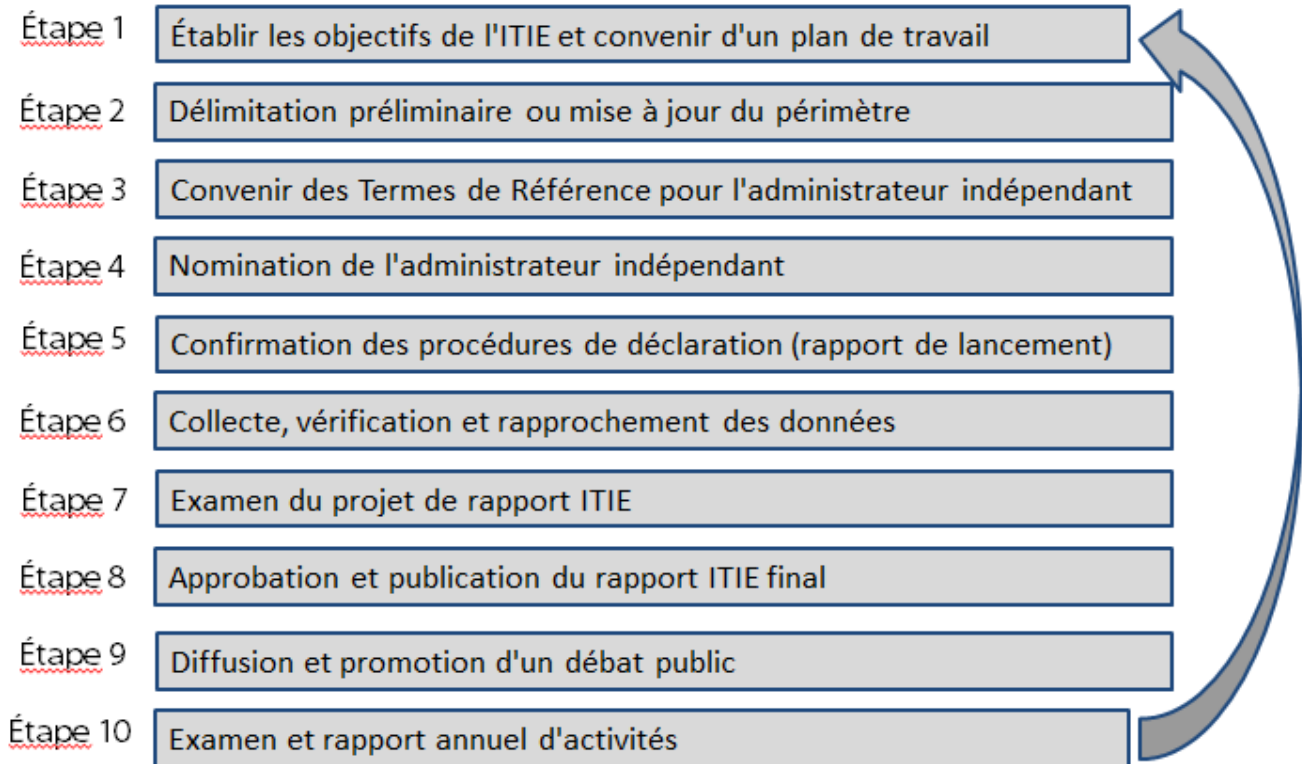 Étape 1 Établir les objectifs de l'ITIE et convenir d'un plan de travail
Étape 2 Délimitation préliminaire ou mise à jour du périmètre
Étape 3 Convenir des Termes de Référence pour l'administrateur indépendant
Étape 4 Nomination de l'administrateur indépendant
Étape 5 Confirmation des procédures de déclaration (rapport de lancement)
Étape 6 Collecte, vérification et rapprochement des données
Étape 7 Examen du projet de rapport ITIE
Étape 8 Approbation et publication du rapport ITIE final
Étape 9 Diffusion et promotion d'un débat public
Étape 10 Examen et rapport annuel d'activités